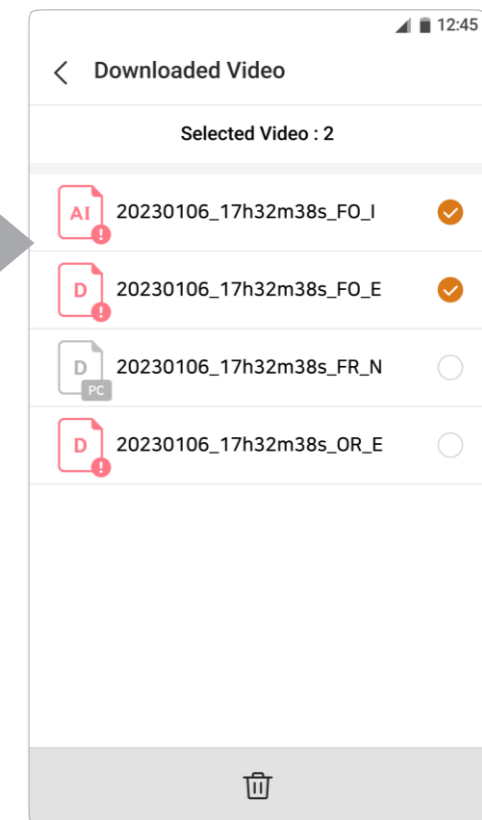 12:45
Downloaded Video
Selected Video : 2
AI 20230106_17h32m38s_FO_I
D 20230106_17h32m38s_FO_E
D PC 20230106_17h32m38s_FR_N
D 20230106_17h32m38s_OR_E